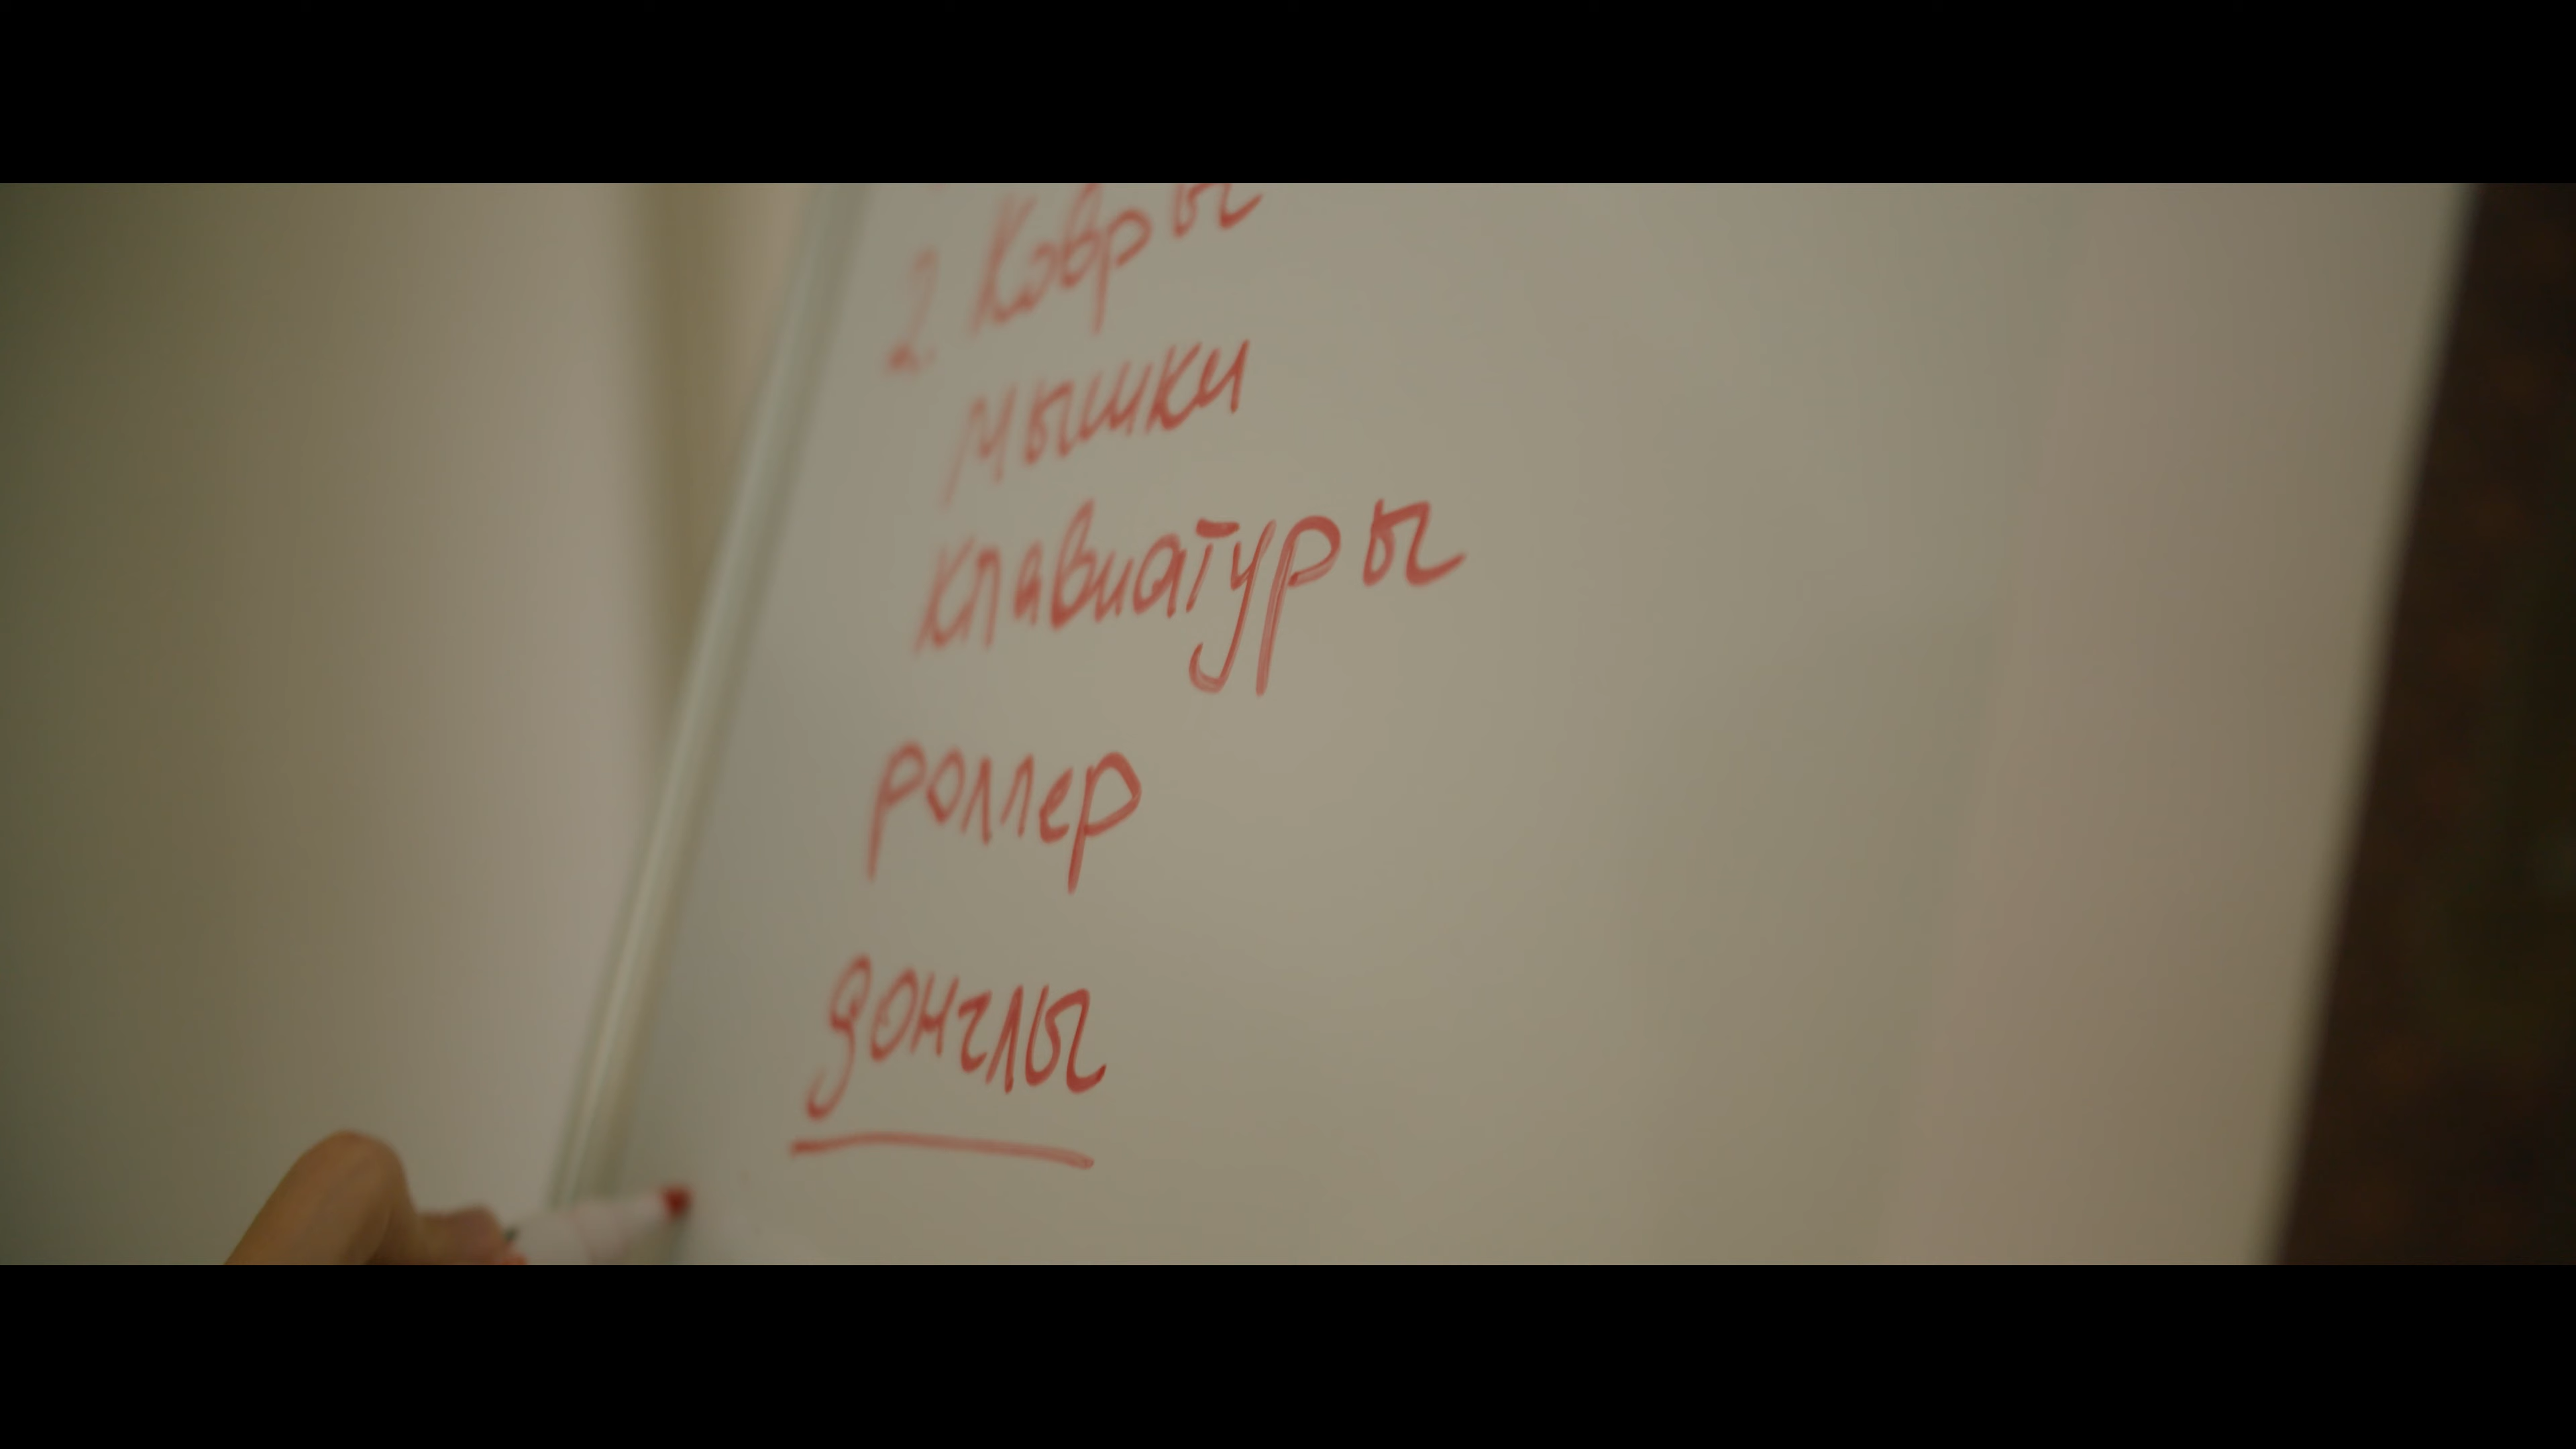 2. Ковры
мышки
клавиатуры
роллер
донглы